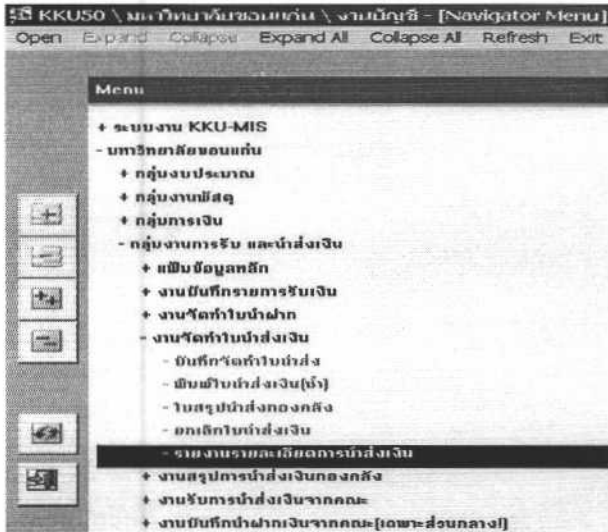 KKU50 \ มหาวิทยาลัยขอนแก่น \ งานบัญชี - [Navigator Menu]
Open Expand Collapse Expand All Collapse All Refresh Exit
Menu
+ ระบบงาน KKU-MIS
- มหาวิทยาลัยขอนแก่น
+ กลุ่มงบประมาณ
+ กลุ่มงานพัสดุ
+ กลุ่มการเงิน
- กลุ่มงานการรับ และนำส่งเงิน
+ แฟ้มข้อมูลหลัก
+ งานบันทึกรายการรับเงิน
+ งานจัดทำใบนำฝาก
- งานจัดทำใบนำส่งเงิน
- บันทึกจัดทำใบนำส่ง
- พิมพ์ใบนำส่งเงิน(ซ้ำ)
- ใบสรุปนำส่งกองคลัง
- ยกเลิกใบนำส่งเงิน
- รายงานรายละเอียดการนำส่งเงิน
+ งานสรุปการนำส่งเงินกองคลัง
+ งานรับการนำส่งเงินจากคณะ
+ งานบันทึกนำฝากเงินจากคณะ[เฉพาะส่วนกลาง!]